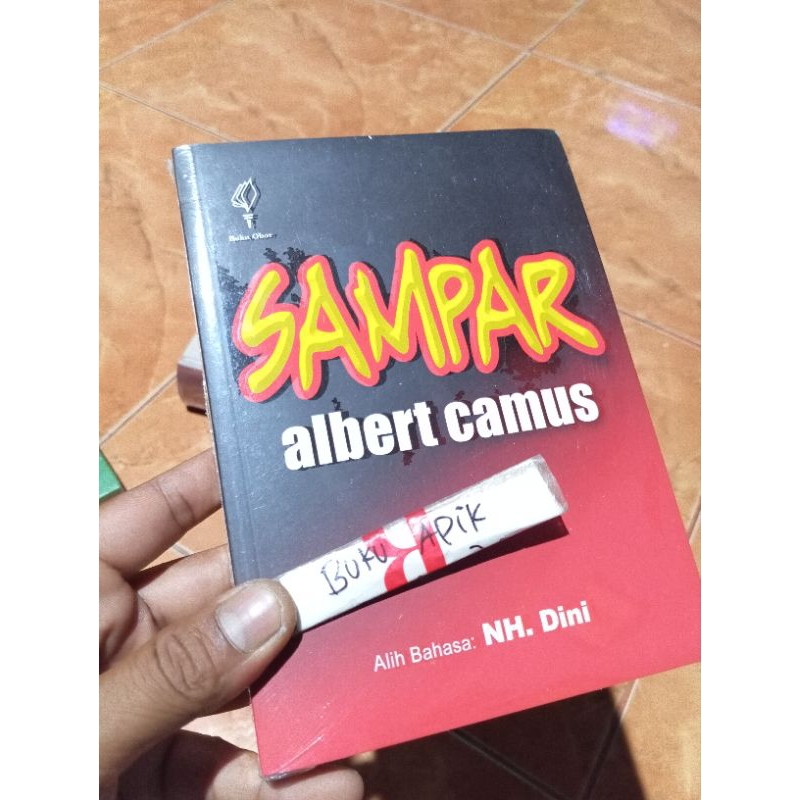 Buku Obor
SAMPAR
albert camus
BUKU APIK
Alih Bahasa: NH. Dini